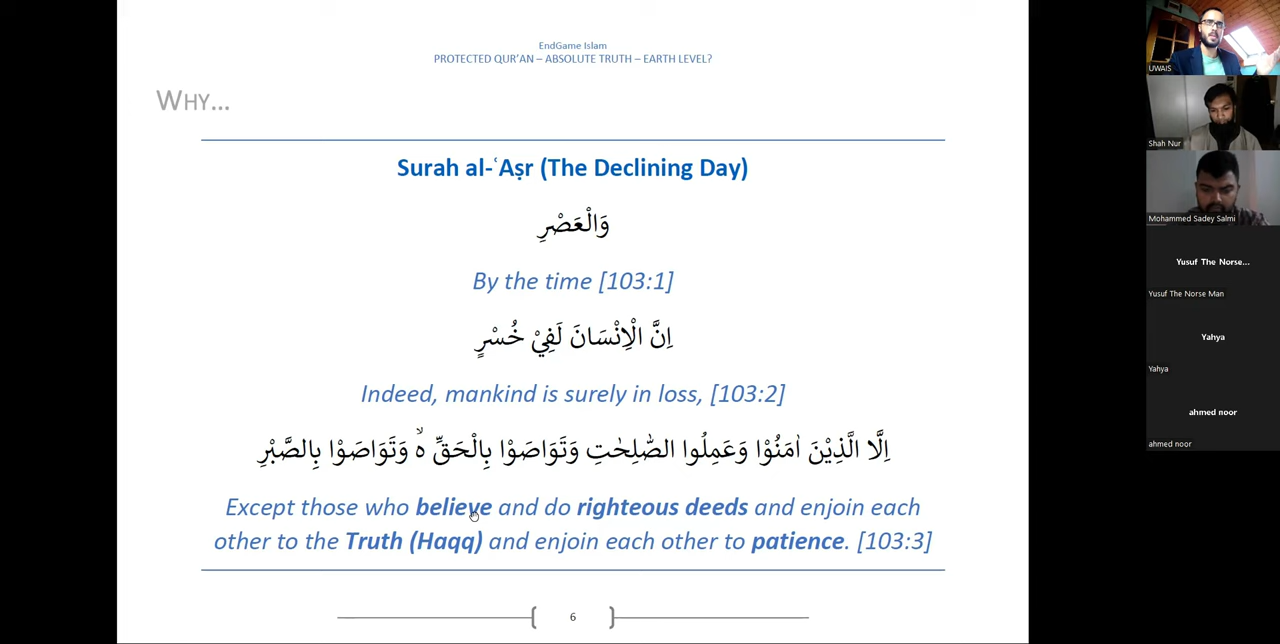 EndGame Islam
PROTECTED QUR'AN – ABSOLUTE TRUTH – EARTH LEVEL?
WHY...
Surah al-ʿAṣr (The Declining Day)
وَالْعَصْرِ
By the time [103:1]
اِنَّ الْاِنْسَانَ لَفِيْ خُسْرٍ
Indeed, mankind is surely in loss, [103:2]
اِلَّا الَّذِيْنَ اٰمَنُوْا وَعَمِلُوا الصّٰلِحٰتِ وَتَوَاصَوْا بِالْحَقِّ ەۙ وَتَوَاصَوْا بِالصَّبْرِ
Except those who believe and do righteous deeds and enjoin each
other to the Truth (Haqq) and enjoin each other to patience. [103:3]
6
UWAIS
Shah Nur
Mohammed Sadey Salmi
Yusuf The Norse...
Yusuf The Norse Man
Yahya
Yahya
ahmed noor
ahmed noor